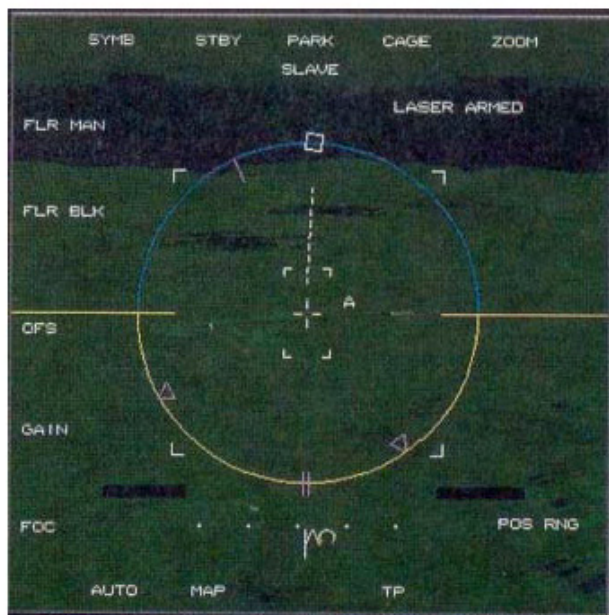 SYMB STBY PARK CAGE ZOOM
SLAVE
LASER ARMED
FLR MAN
FLR BLK
A
OFS
GAIN
FOC POS RNG
AUTO MAP TP